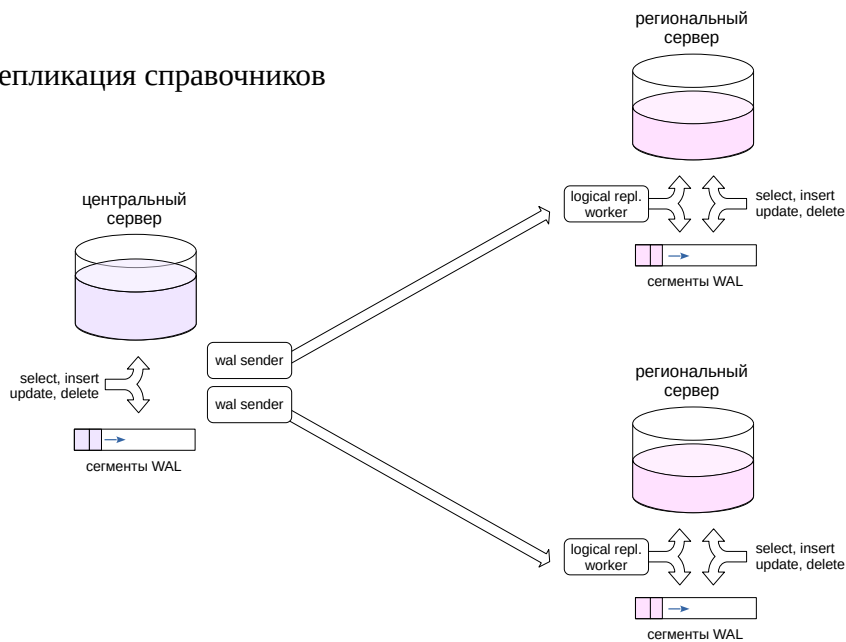 епликация справочников
региональный
сервер
logical repl.
worker
select, insert
update, delete
сегменты WAL
центральный
сервер
wal sender
wal sender
select, insert
update, delete
сегменты WAL
региональный
сервер
logical repl.
worker
select, insert
update, delete
сегменты WAL